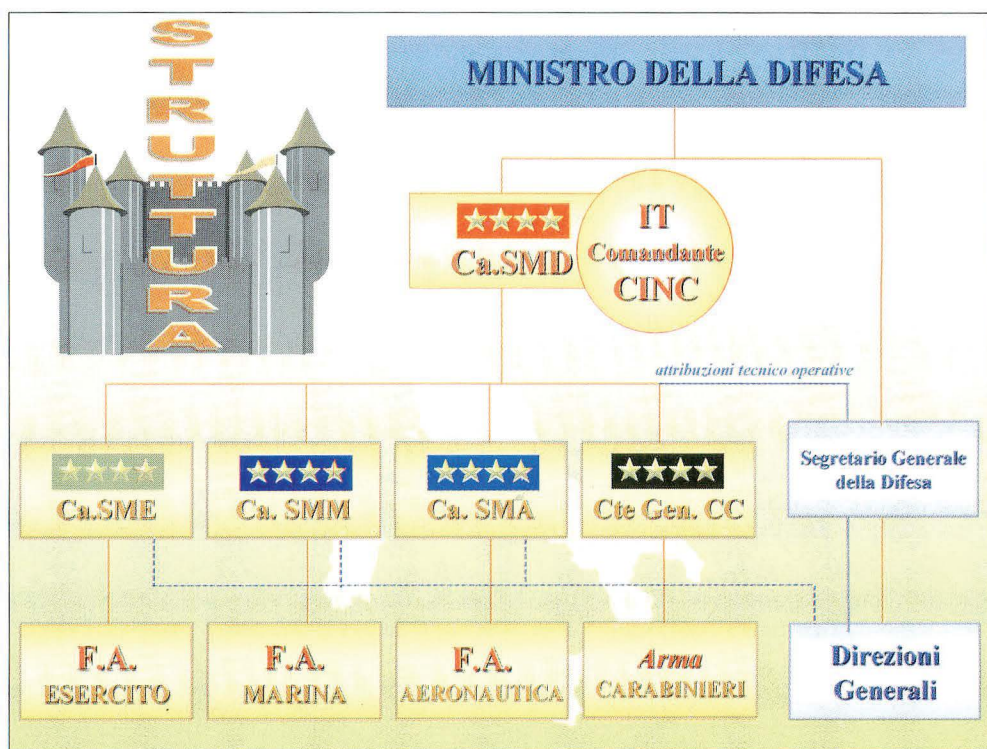 STRUTTURA
MINISTRO DELLA DIFESA
Ca.SMD
IT
Comandante
CINC
attribuzioni tecnico operative
Ca.SME
Ca. SMM
Ca. SMA
Cte Gen. CC
Segretario Generale
della Difesa
F.A.
ESERCITO
F.A.
MARINA
F.A.
AERONAUTICA
Arma
CARABINIERI
Direzioni
Generali